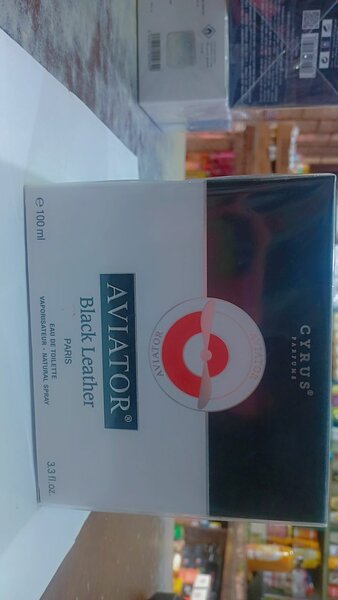 CYRUS®
PARFUMS
AVIATOR
AVIATOR
AVIATOR®
Black Leather
PARIS
EAU DE TOILETTE
VAPORISATEUR - NATURAL SPRAY
℮ 100 ml
3.3 fl.oz.